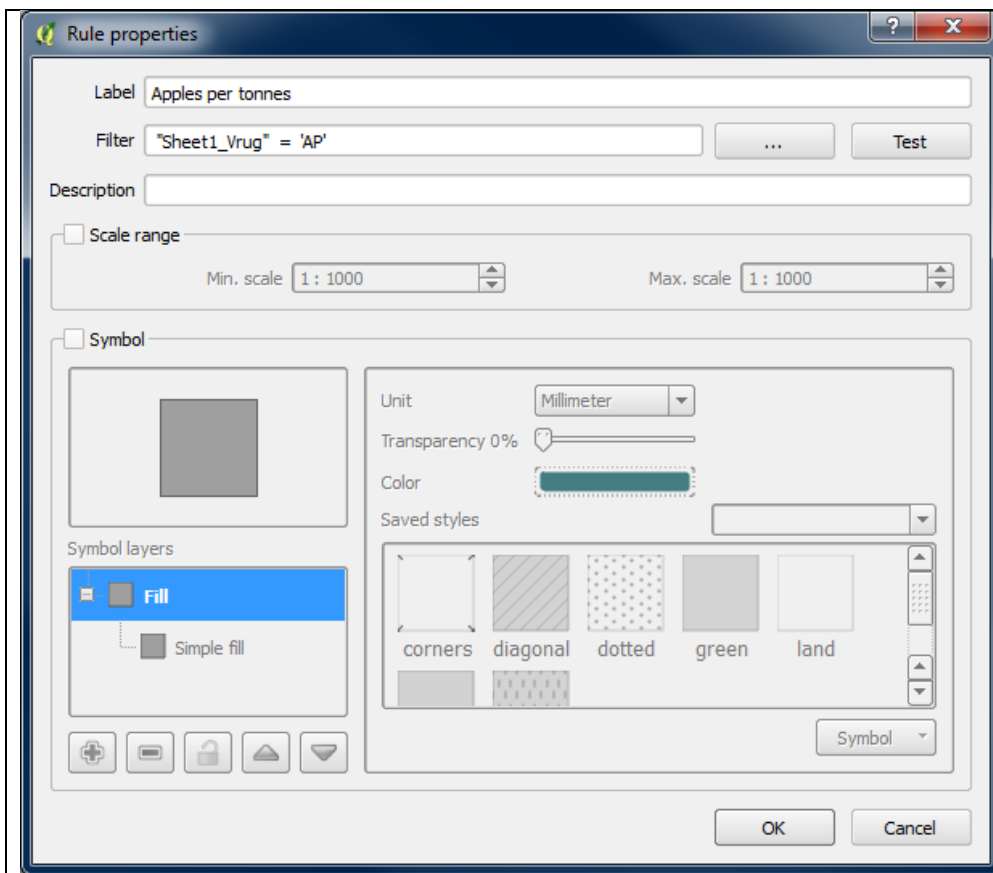 Rule properties
?
x
Label Apples per tonnes
Filter "Sheet1_Vrug" = 'AP' ... Test
Description
Scale range
Min. scale 1 : 1000 Max. scale 1 : 1000
Symbol
Unit Millimeter
Transparency 0%
Color
Saved styles
Symbol layers
Fill
Simple fill
corners diagonal dotted green land
Symbol
OK Cancel